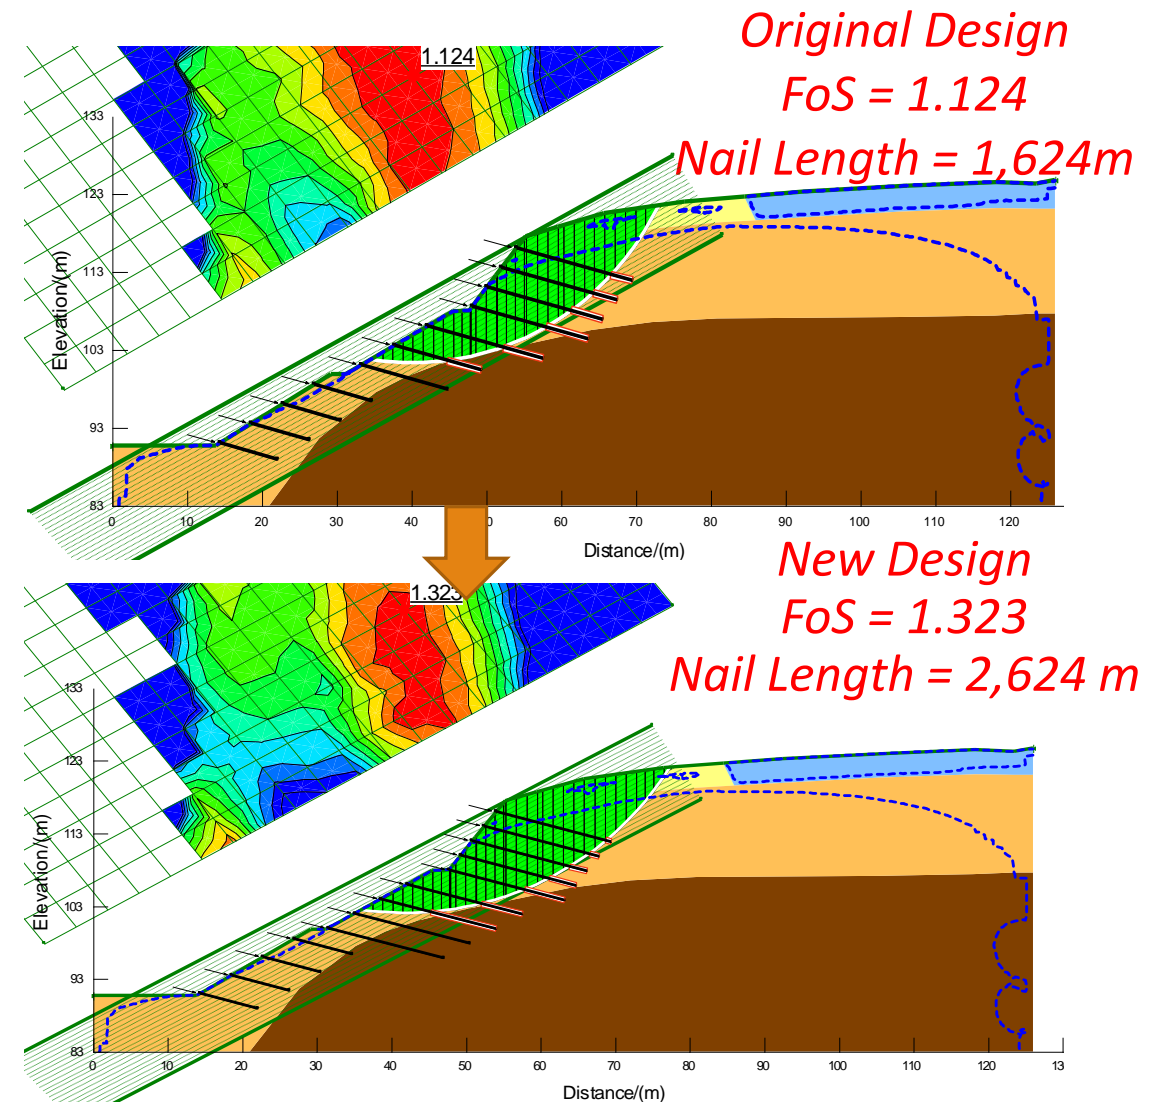 Original Design
FoS = 1.124
Nail Length = 1,624m
1.124
133
123
113
103
93
83
Elevation/(m)
0 10 20 30 40 60 70 80 90 100 110 120
Distance/(m)
New Design
FoS = 1.323
Nail Length = 2,624 m
1.323
133
123
113
103
93
83
Elevation/(m)
0 10 20 30 40 50 60 70 80 90 100 110 120 13
Distance/(m)